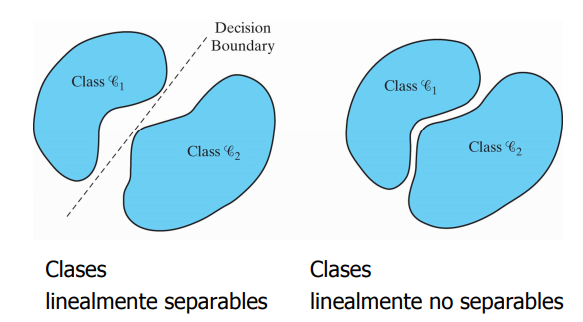 Decision
Boundary
Class 𝒞₁
Class 𝒞₂
Class 𝒞₁
Class 𝒞₂
Clases
linealmente separables
Clases
linealmente no separables